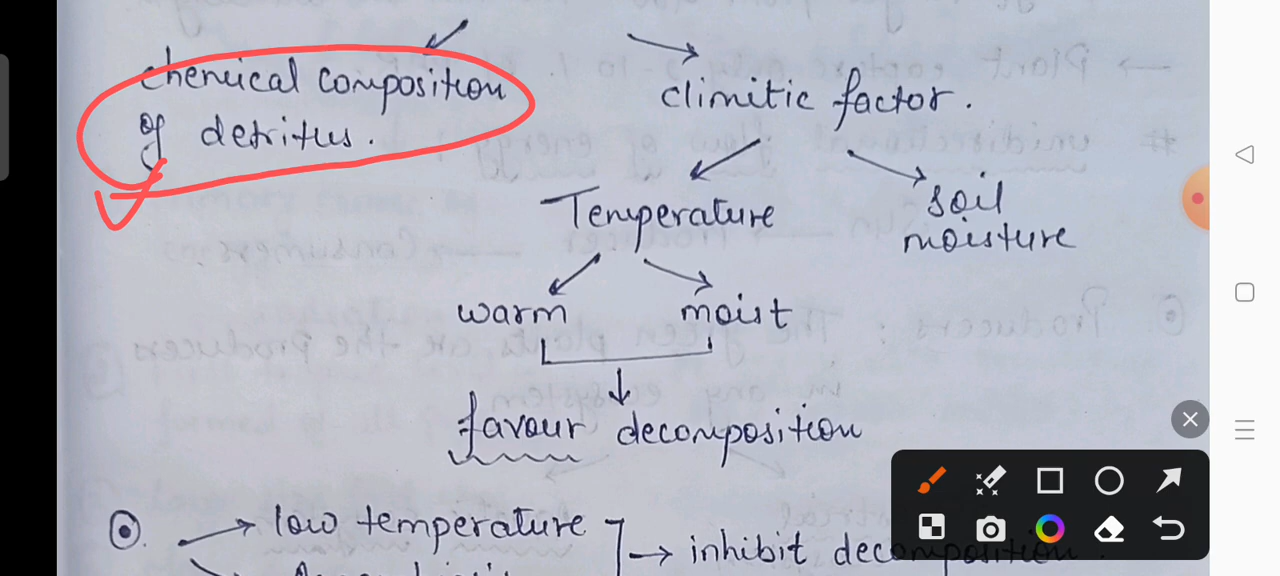 chemical composition
of detritus.
climitic factor.
Temperature
soil
moisture
warm
moist
favour decomposition
low temperature
inhibit decomposition.